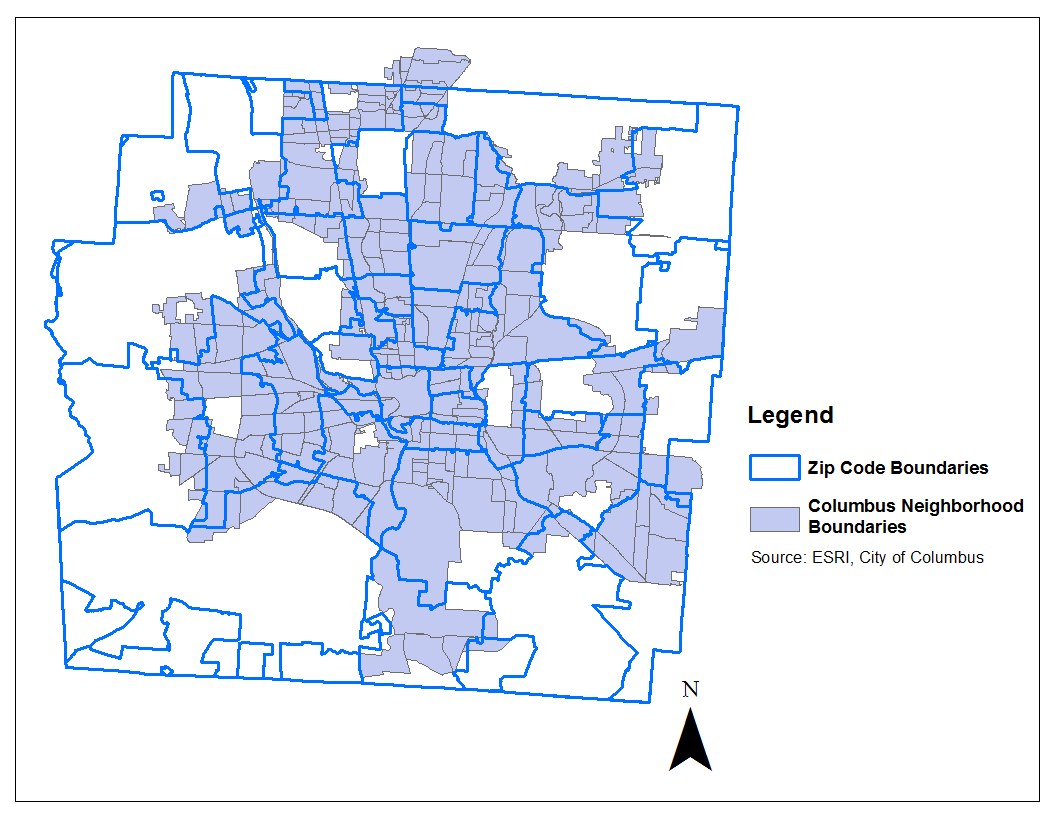 Legend
Zip Code Boundaries
Columbus Neighborhood
Boundaries
Source: ESRI, City of Columbus
N